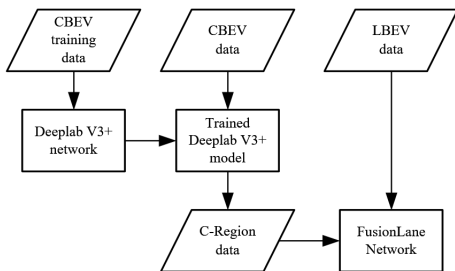 CBEV
training
data
CBEV
data
LBEV
data
Deeplab V3+
network
Trained
Deeplab V3+
model
C-Region
data
FusionLane
Network